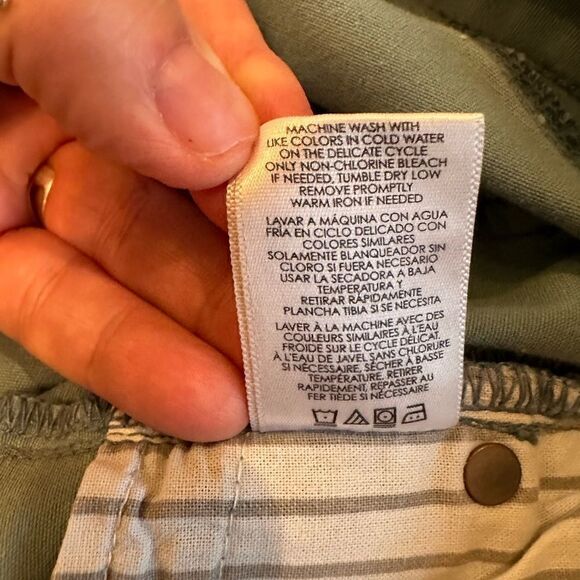 MACHINE WASH WITH
LIKE COLORS IN COLD WATER
ON THE DELICATE CYCLE
ONLY NON-CHLORINE BLEACH
IF NEEDED, TUMBLE DRY LOW
REMOVE PROMPTLY
WARM IRON IF NEEDED
LAVAR A MÁQUINA CON AGUA
FRÍA EN CICLO DELICADO CON
COLORES SIMILARES
SOLAMENTE BLANQUEADOR SIN
CLORO SI FUERA NECESARIO
USAR LA SECADORA A BAJA
TEMPERATURA Y
RETIRAR RÁPIDAMENTE
PLANCHA TIBIA SI SE NECESITA
LAVER À LA MACHINE AVEC DES
COULEURS SIMILAIRES À L'EAU
FROIDE SUR LE CYCLE DÉLICAT.
À L'EAU DE JAVEL SANS CHLORURE
SI NÉCESSAIRE, SÉCHER À BASSE
TEMPÉRATURE, RETIRER
RAPIDEMENT, REPASSER AU
FER TIÈDE SI NÉCESSAIRE